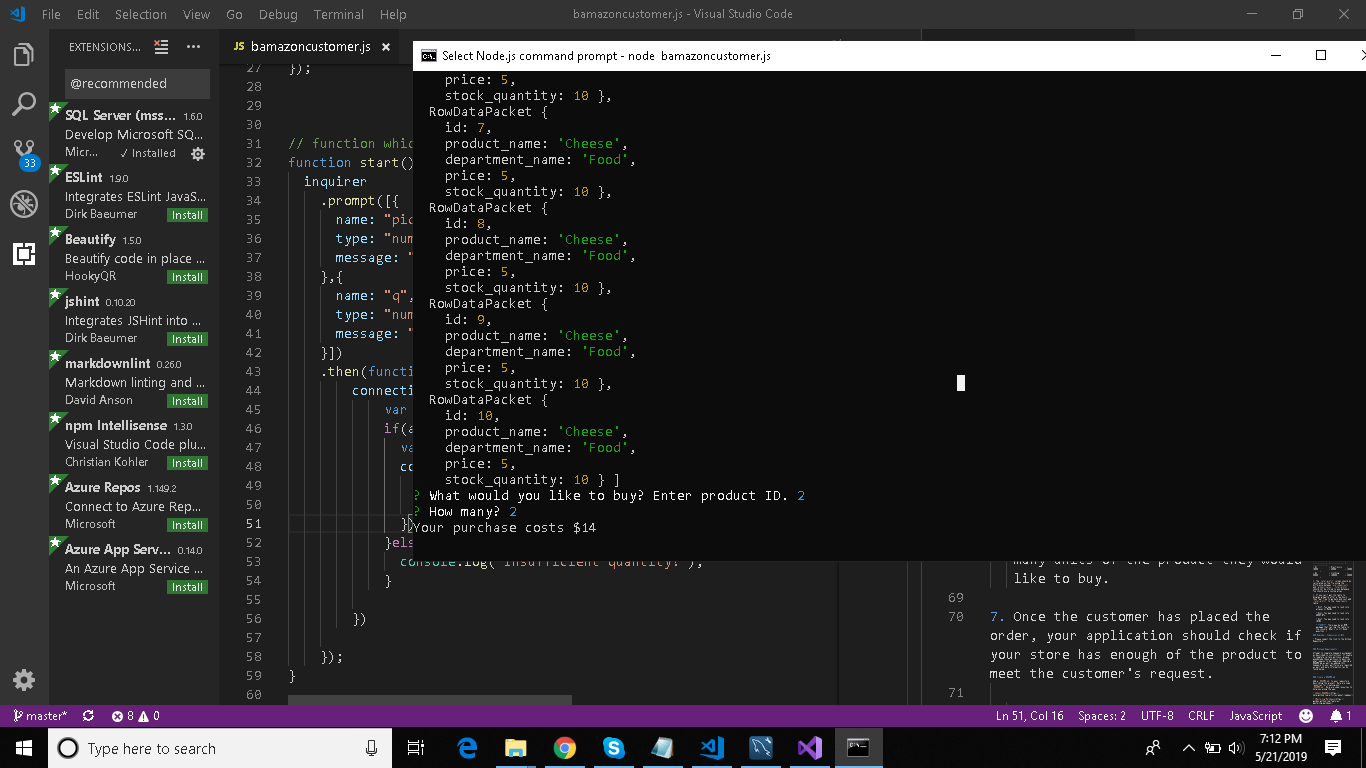 File Edit Selection View Go Debug Terminal Help
bamazoncustomer.js - Visual Studio Code
EXTENSIONS...
@recommended
SQL Server (mss... 1.6.0
Develop Microsoft SQ...
Micr... ✓ Installed
ESLint 1.9.0
Integrates ESLint JavaS...
Dirk Baeumer Install
Beautify 1.5.0
Beautify code in place ...
HookyQR Install
jshint 0.10.20
Integrates JSHint into ...
Dirk Baeumer Install
markdownlint 0.26.0
Markdown linting and ...
David Anson Install
npm Intellisense 1.3.0
Visual Studio Code plu...
Christian Kohler Install
Azure Repos 1.149.2
Connect to Azure Rep...
Microsoft Install
Azure App Serv... 0.14.0
An Azure App Service ...
Microsoft Install
33
JS bamazoncustomer.js
27 });
28
29
30
31 // function whic
32 function start()
33 inquirer
34 .prompt([{
35 name: "pic
36 type: "num
37 message: "
38 },{
39 name: "q",
40 type: "num
41 message: "
42 }])
43 .then(functi
44 connecti
45 var
46 if(a
47 va
48 co
49
50
51 })
52 }els
53 console.log("insufficient quantity!");
54 }
55
56 })
57
58 });
59 }
60
Select Node.js command prompt - node bamazoncustomer.js
price: 5,
stock_quantity: 10 },
RowDataPacket {
id: 7,
product_name: 'Cheese',
department_name: 'Food',
price: 5,
stock_quantity: 10 },
RowDataPacket {
id: 8,
product_name: 'Cheese',
department_name: 'Food',
price: 5,
stock_quantity: 10 },
RowDataPacket {
id: 9,
product_name: 'Cheese',
department_name: 'Food',
price: 5,
stock_quantity: 10 },
RowDataPacket {
id: 10,
product_name: 'Cheese',
department_name: 'Food',
price: 5,
stock_quantity: 10 } ]
? What would you like to buy? Enter product ID. 2
? How many? 2
Your purchase costs $14
many units of the product they would
like to buy.
69
70 7. Once the customer has placed the
order, your application should check if
your store has enough of the product to
meet the customer's request.
71
master* 8 0
Ln 51, Col 16 Spaces: 2 UTF-8 CRLF JavaScript 1
Type here to search
7:12 PM
5/21/2019